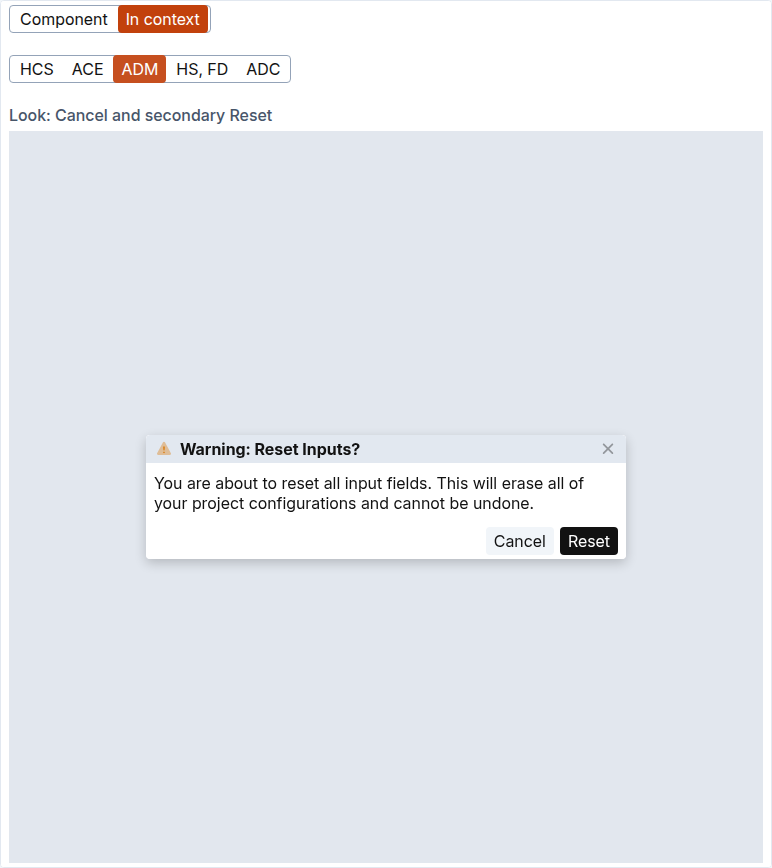 Component In context
HCS ACE ADM HS, FD ADC
Look: Cancel and secondary Reset
Warning: Reset Inputs?
You are about to reset all input fields. This will erase all of
your project configurations and cannot be undone.
Cancel Reset